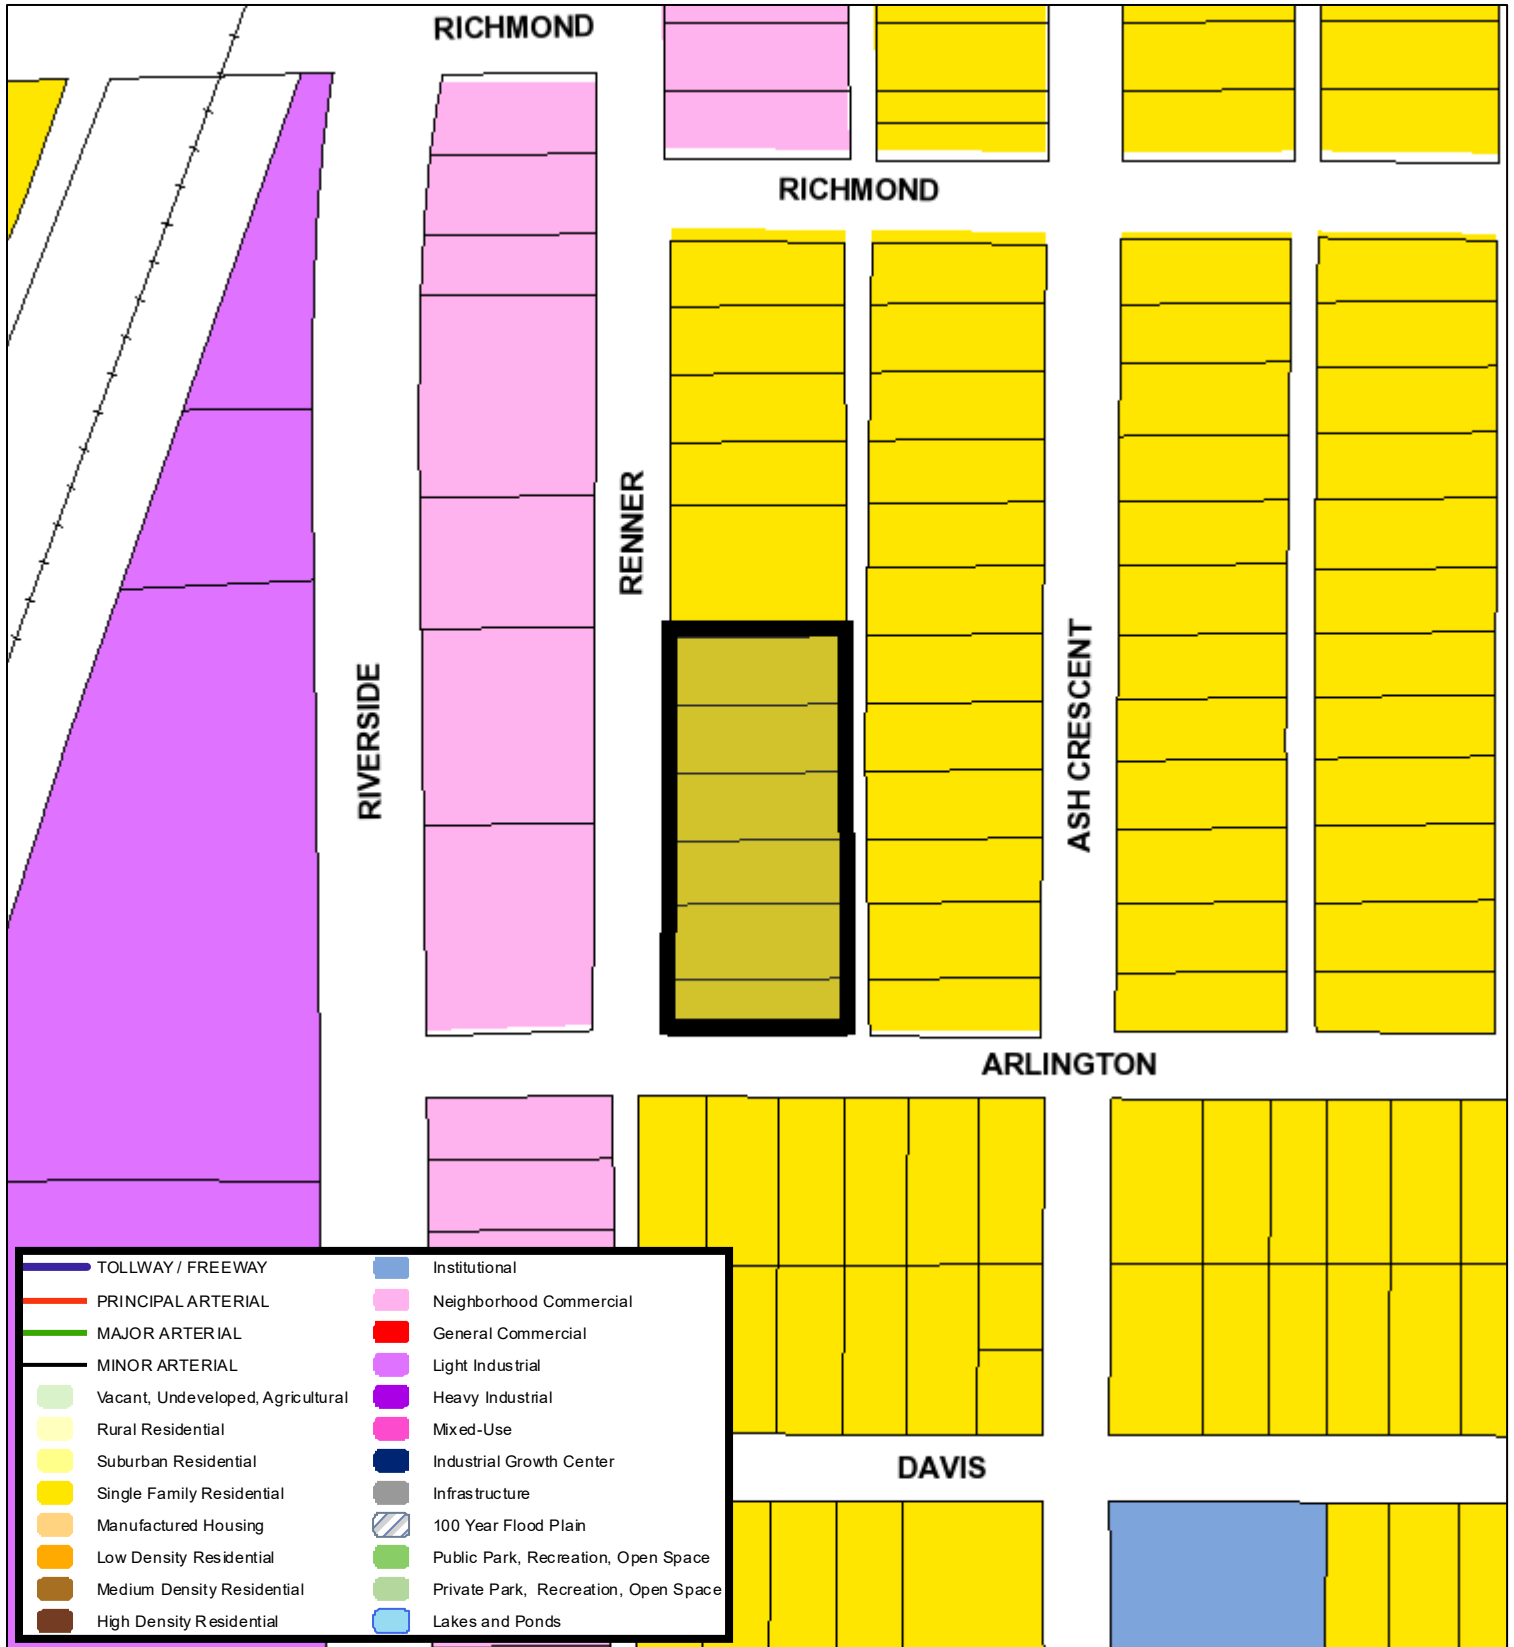 RICHMOND
RICHMOND
RENNER
RIVERSIDE
ASH CRESCENT
ARLINGTON
DAVIS
TOLLWAY / FREEWAY
PRINCIPAL ARTERIAL
MAJOR ARTERIAL
MINOR ARTERIAL
Vacant, Undeveloped, Agricultural
Rural Residential
Suburban Residential
Single Family Residential
Manufactured Housing
Low Density Residential
Medium Density Residential
High Density Residential
Institutional
Neighborhood Commercial
General Commercial
Light Industrial
Heavy Industrial
Mixed-Use
Industrial Growth Center
Infrastructure
100 Year Flood Plain
Public Park, Recreation, Open Space
Private Park, Recreation, Open Space
Lakes and Ponds